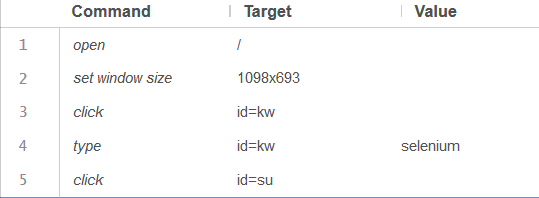 Command Target Value
1 open /
2 set window size 1098x693
3 click id=kw
4 type id=kw selenium
5 click id=su